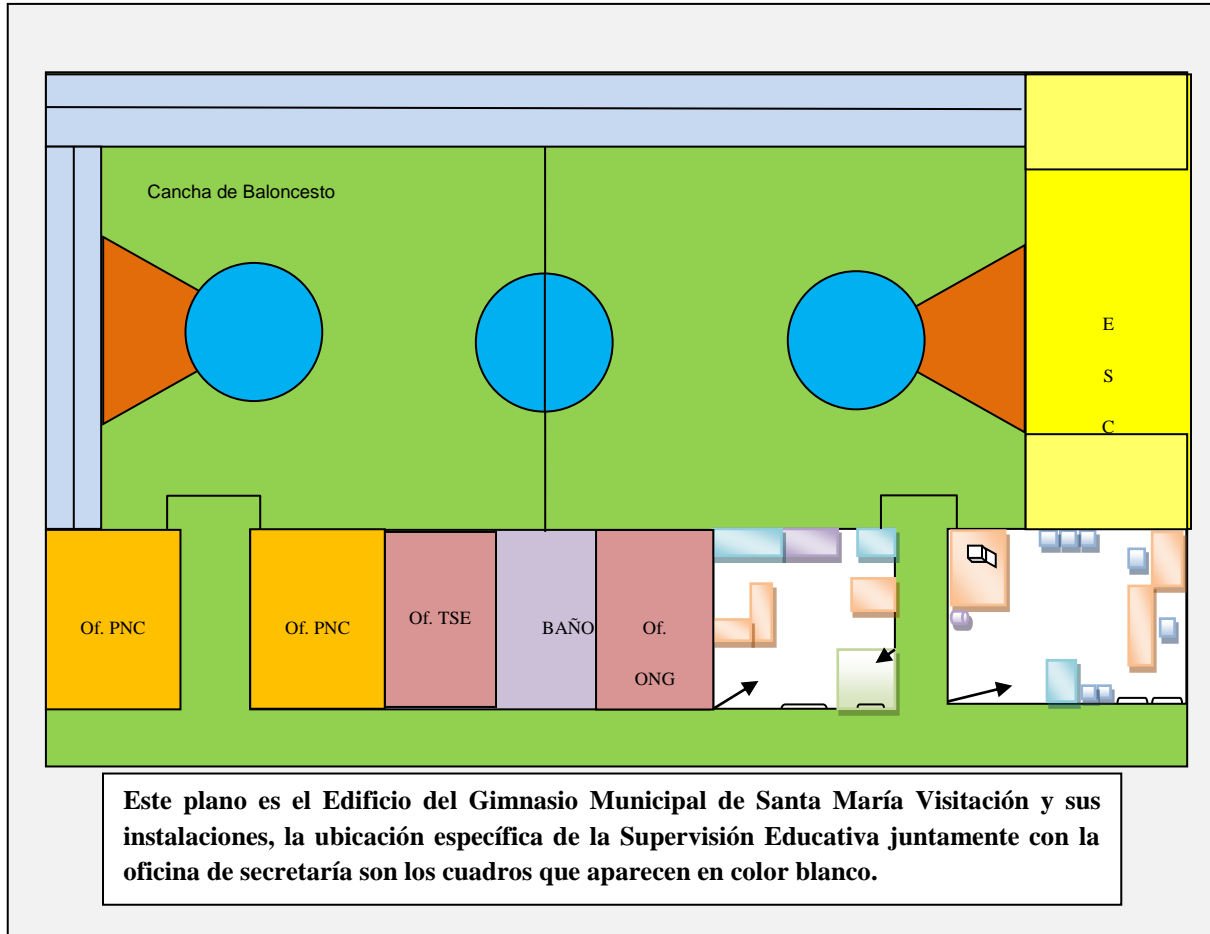 Cancha de Baloncesto
E
S
C
Of. PNC
Of. PNC
Of. TSE
BAÑO
Of.
ONG
Este plano es el Edificio del Gimnasio Municipal de Santa María Visitación y sus
instalaciones, la ubicación específica de la Supervisión Educativa juntamente con la
oficina de secretaría son los cuadros que aparecen en color blanco.